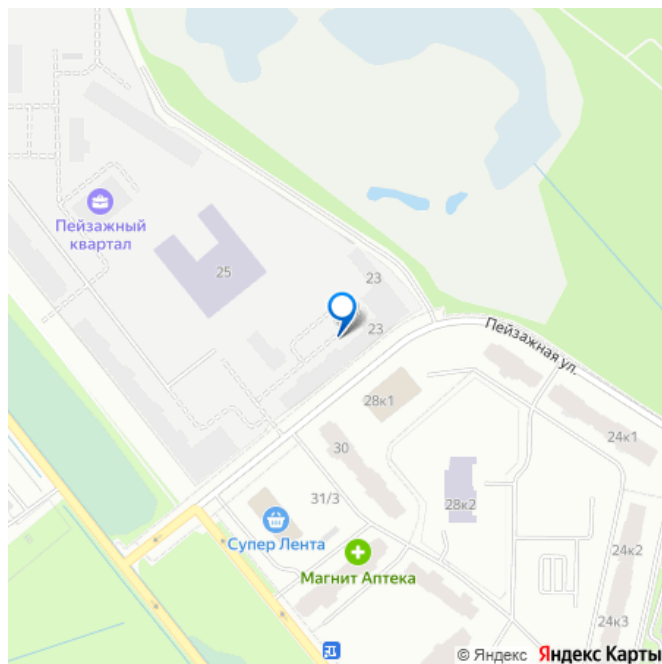 Пейзажный
квартал
25
23
23
Пейзажная ул.
28к1
24к1
30
31/3
28к2
Супер Лента
24к2
Магнит Аптека
24к3
© Яндекс Яндекс Карты